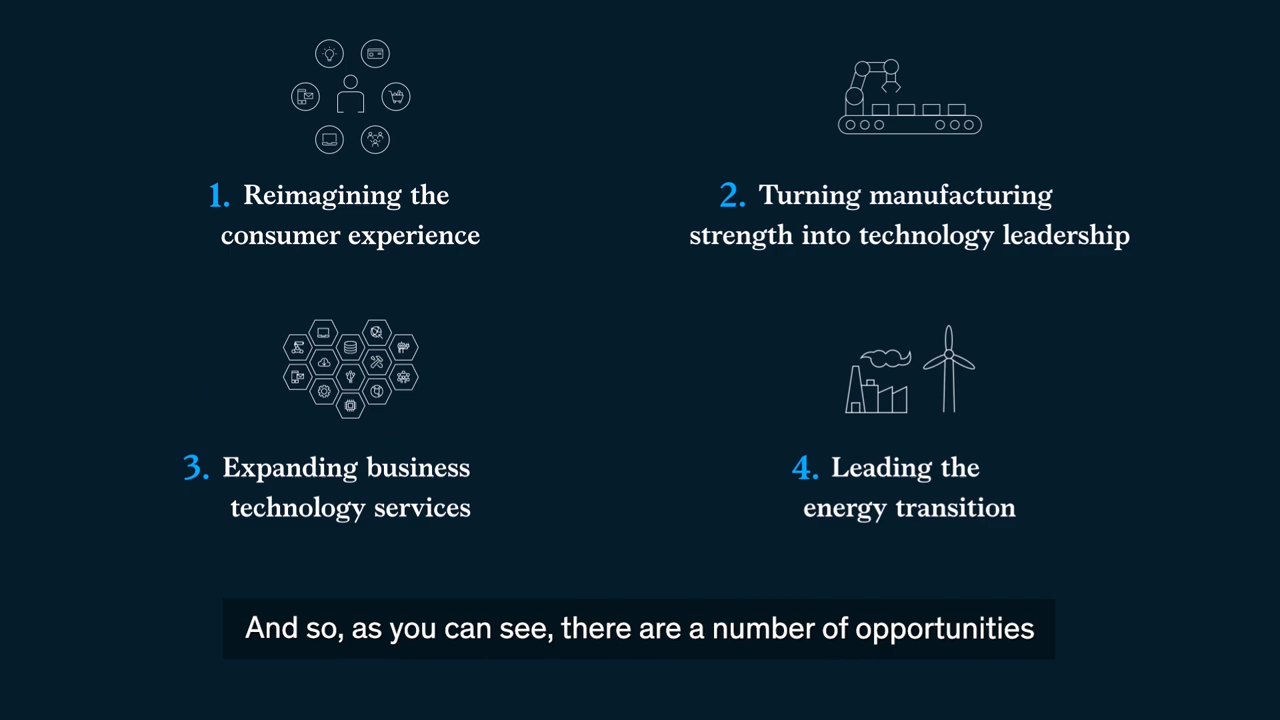 1. Reimagining the
consumer experience
2. Turning manufacturing
strength into technology leadership
3. Expanding business
technology services
4. Leading the
energy transition
And so, as you can see, there are a number of opportunities